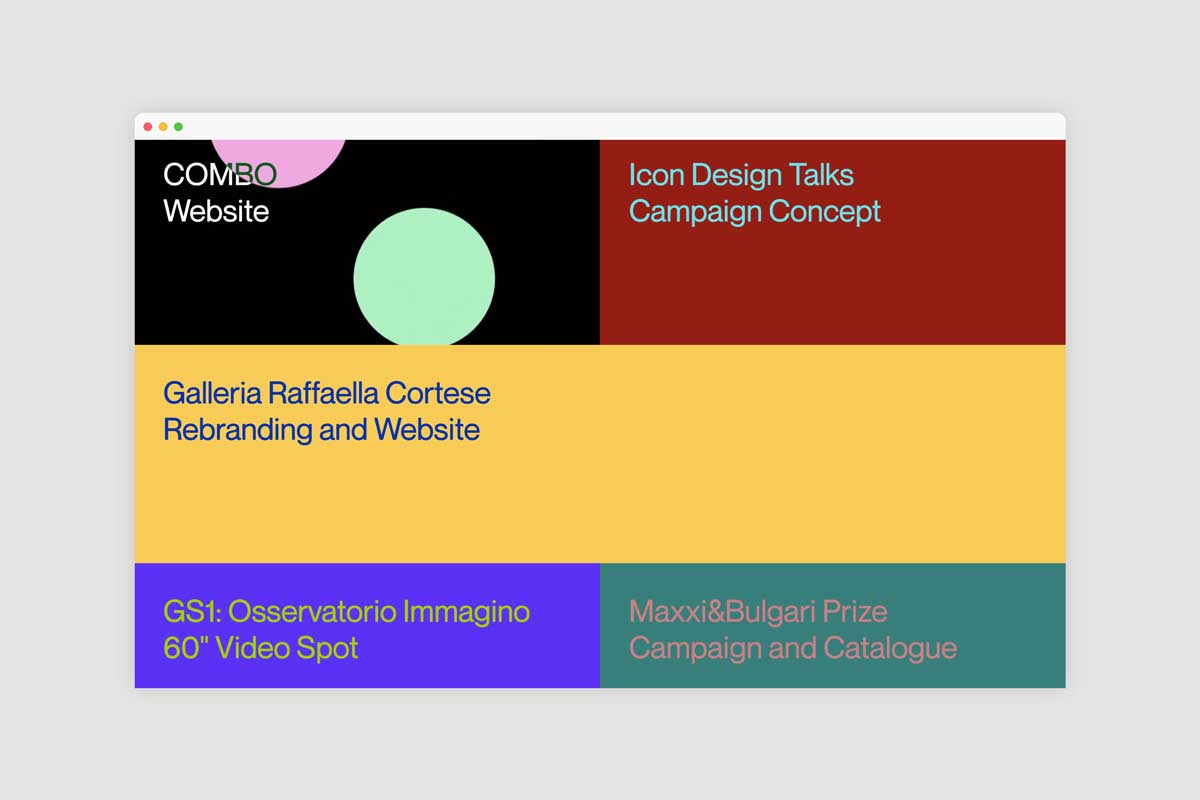 COMBO
Website
Icon Design Talks
Campaign Concept
Galleria Raffaella Cortese
Rebranding and Website
GS1: Osservatorio Immagino
60" Video Spot
Maxxi&Bulgari Prize
Campaign and Catalogue